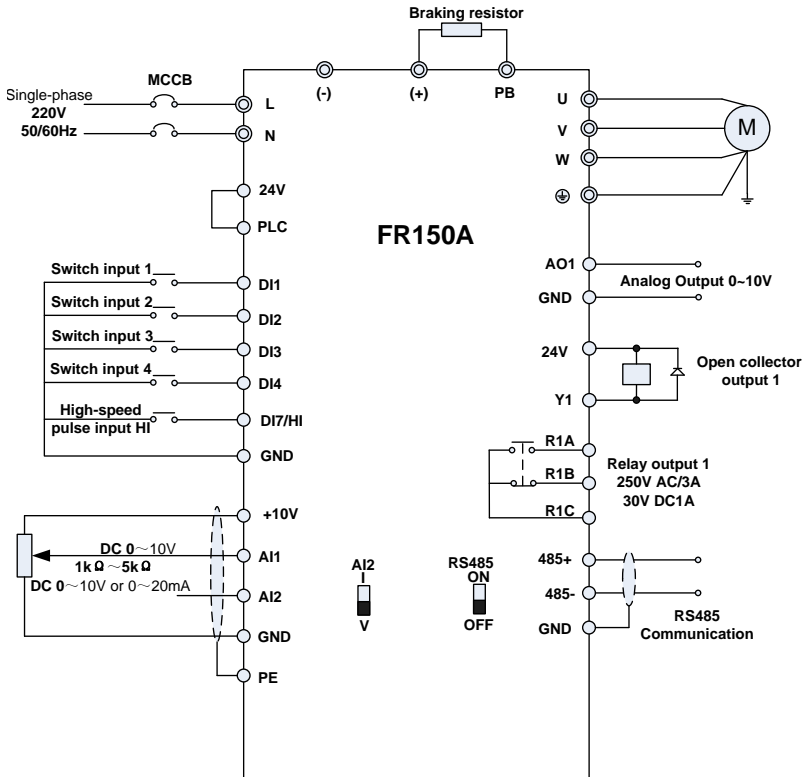 Braking resistor
MCCB
Single-phase
220V
50/60Hz
L
N
(-)
(+)
PB
U
V
W
M
24V
PLC
FR150A
Switch input 1
DI1
Switch input 2
DI2
Switch input 3
DI3
Switch input 4
DI4
High-speed
pulse input HI
DI7/HI
GND
AO1
Analog Output 0~10V
GND
24V
Open collector
output 1
Y1
R1A
R1B
R1C
Relay output 1
250V AC/3A
30V DC1A
+10V
DC 0～10V
AI1
1kΩ～5kΩ
DC 0～10V or 0～20mA
AI2
GND
PE
AI2
I
V
RS485
ON
OFF
485+
485-
GND
RS485
Communication